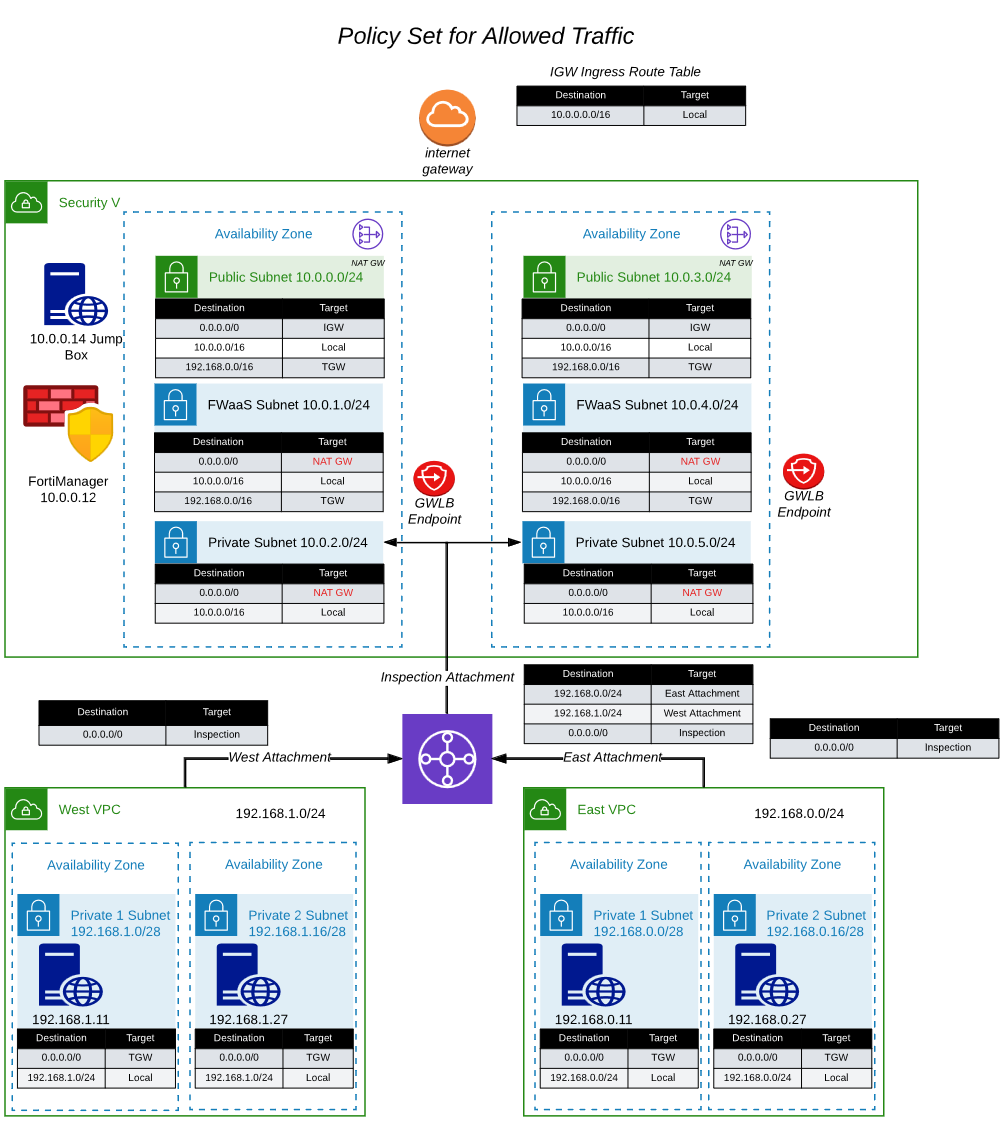 Policy Set for Allowed Traffic
IGW Ingress Route Table
Destination Target
10.0.0.0.0/16 Local
internet
gateway
Security V
Availability Zone
NAT GW
Public Subnet 10.0.0.0/24
Destination Target
0.0.0.0/0 IGW
10.0.0.0/16 Local
192.168.0.0/16 TGW
FWaaS Subnet 10.0.1.0/24
Destination Target
0.0.0.0/0 NAT GW
10.0.0.0/16 Local
192.168.0.0/16 TGW
Private Subnet 10.0.2.0/24
Destination Target
0.0.0.0/0 NAT GW
10.0.0.0/16 Local
10.0.0.14 Jump
Box
FortiManager
10.0.0.12
GWLB
Endpoint
Availability Zone
NAT GW
Public Subnet 10.0.3.0/24
Destination Target
0.0.0.0/0 IGW
10.0.0.0/16 Local
192.168.0.0/16 TGW
FWaaS Subnet 10.0.4.0/24
Destination Target
0.0.0.0/0 NAT GW
10.0.0.0/16 Local
192.168.0.0/16 TGW
Private Subnet 10.0.5.0/24
Destination Target
0.0.0.0/0 NAT GW
10.0.0.0/16 Local
GWLB
Endpoint
Inspection Attachment
Destination Target
192.168.0.0/24 East Attachment
192.168.1.0/24 West Attachment
0.0.0.0/0 Inspection
Destination Target
0.0.0.0/0 Inspection
Destination Target
0.0.0.0/0 Inspection
West Attachment
East Attachment
West VPC
192.168.1.0/24
Availability Zone
Private 1 Subnet
192.168.1.0/28
192.168.1.11
Destination Target
0.0.0.0/0 TGW
192.168.1.0/24 Local
Availability Zone
Private 2 Subnet
192.168.1.16/28
192.168.1.27
Destination Target
0.0.0.0/0 TGW
192.168.1.0/24 Local
East VPC
192.168.0.0/24
Availability Zone
Private 1 Subnet
192.168.0.0/28
192.168.0.11
Destination Target
0.0.0.0/0 TGW
192.168.0.0/24 Local
Availability Zone
Private 2 Subnet
192.168.0.16/28
192.168.0.27
Destination Target
0.0.0.0/0 TGW
192.168.0.0/24 Local